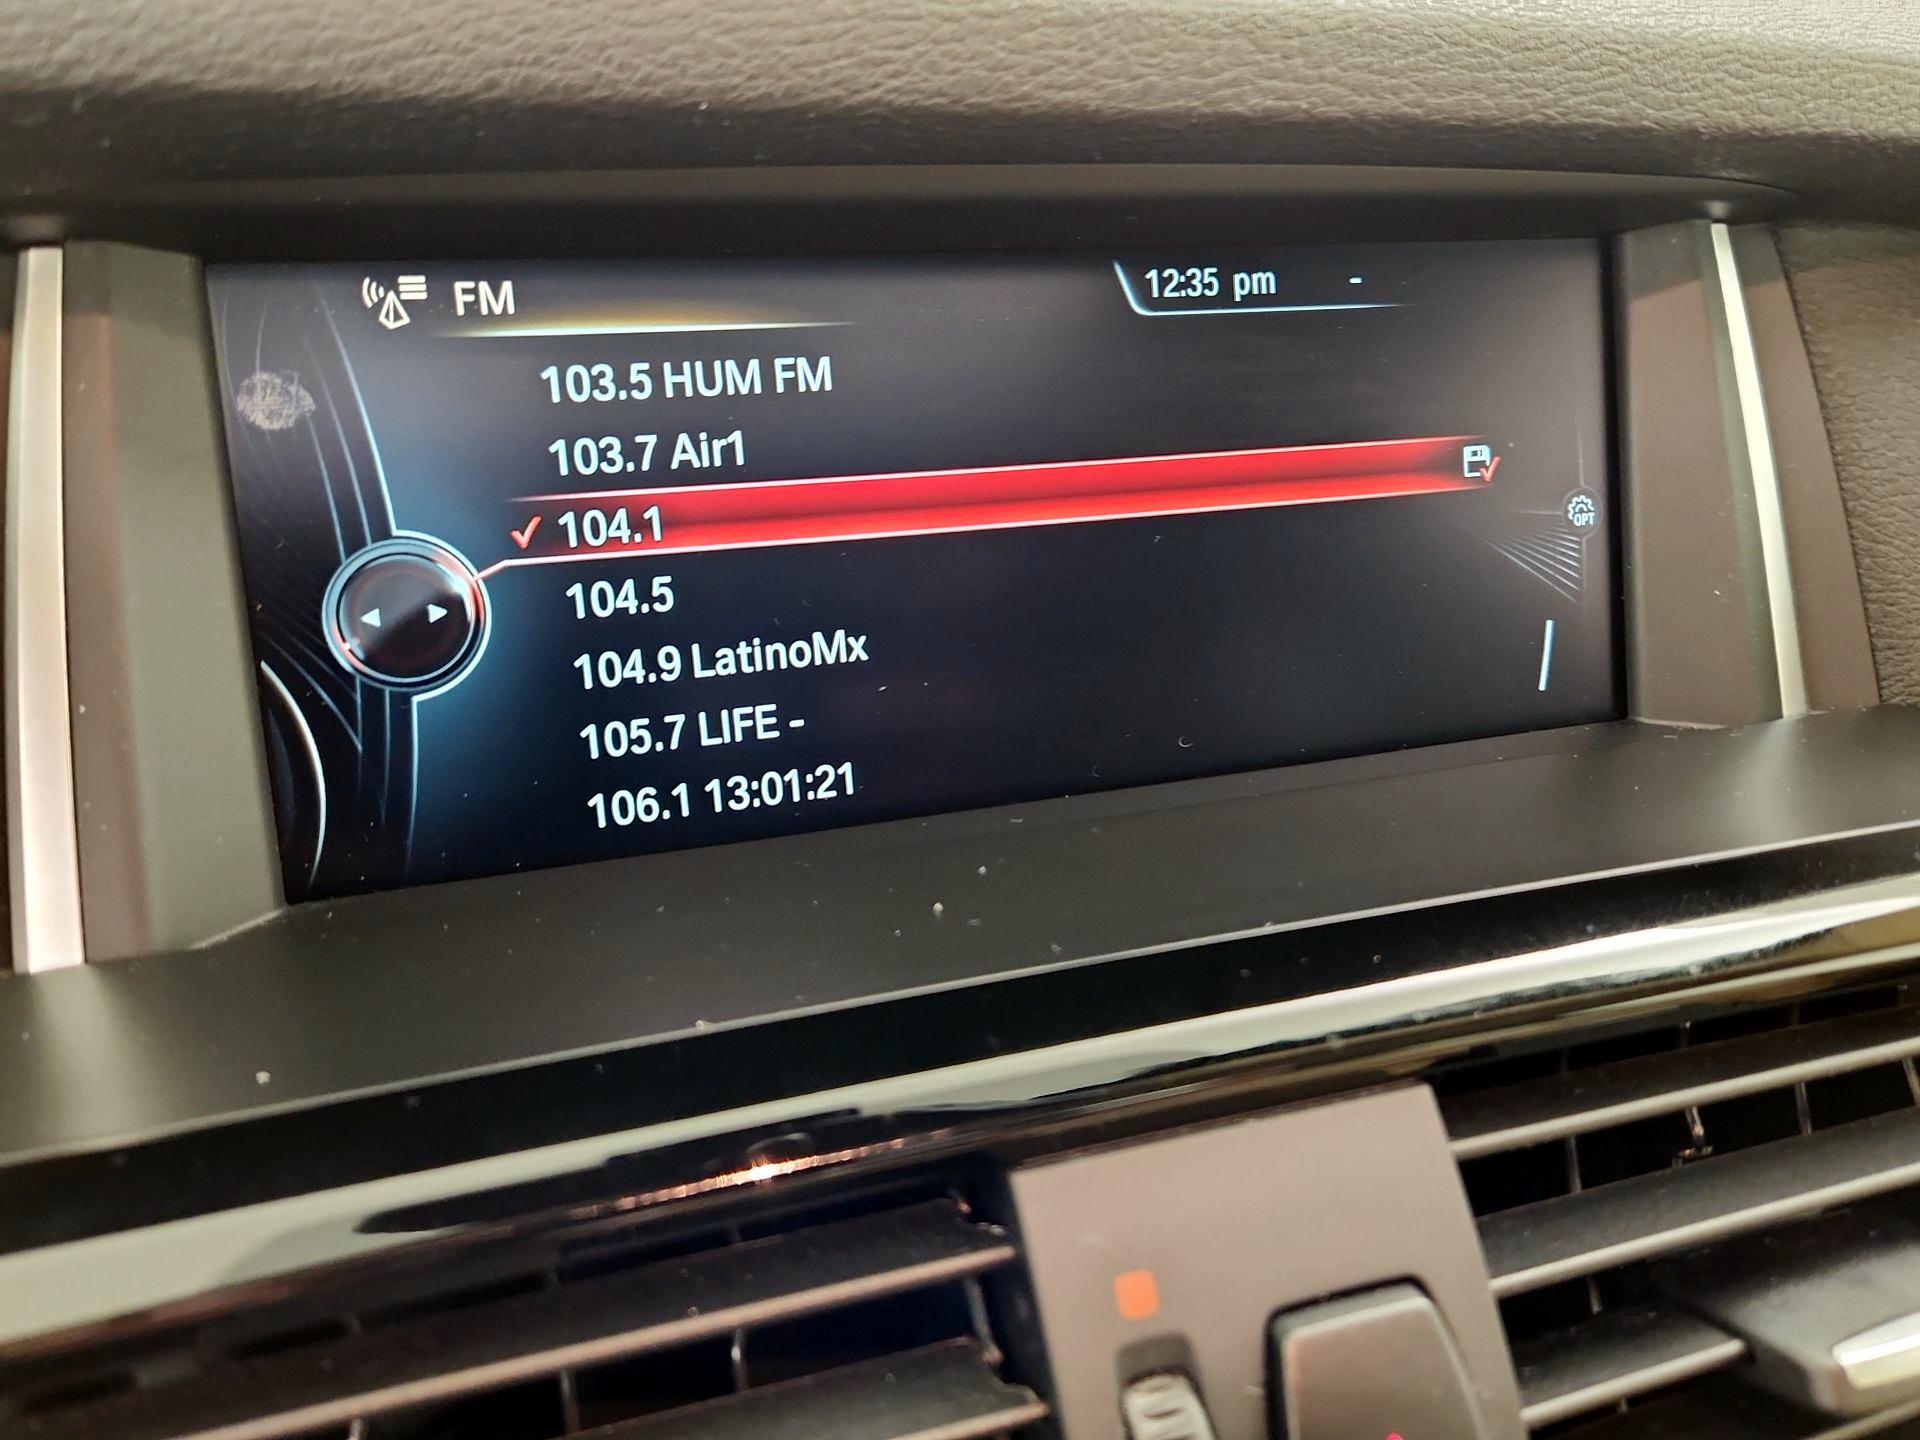 FM
12:35 pm -
103.5 HUM FM
103.7 Air1
104.1
OPT
104.5
104.9 LatinoMx
105.7 LIFE -
106.1 13:01:21